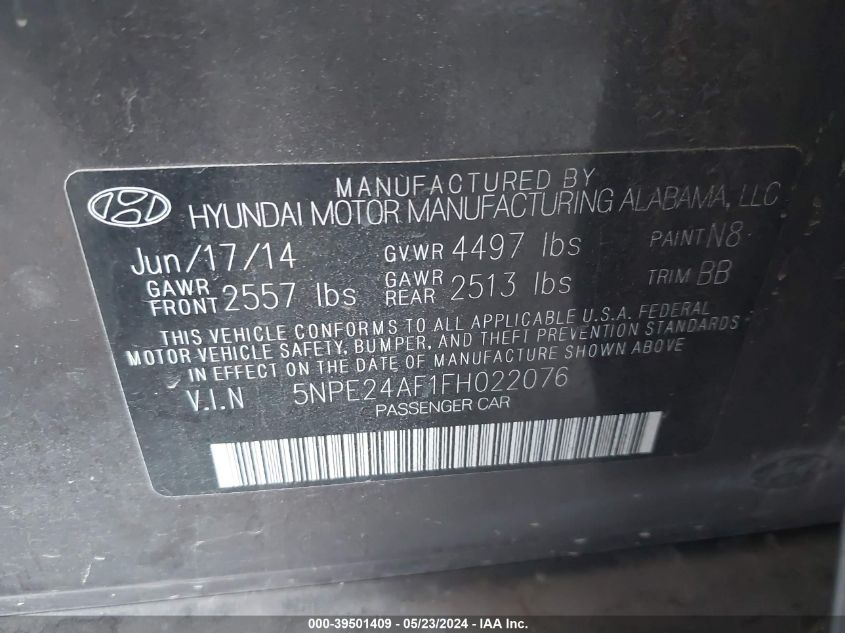 MANUFACTURED BY
HYUNDAI MOTOR MANUFACTURING ALABAMA, LLC
Jun/17/14 GVWR 4497 lbs PAINT N8
GAWR FRONT 2557 lbs GAWR REAR 2513 lbs TRIM BB
THIS VEHICLE CONFORMS TO ALL APPLICABLE U.S.A. FEDERAL
MOTOR VEHICLE SAFETY, BUMPER, AND THEFT PREVENTION STANDARDS
IN EFFECT ON THE DATE OF MANUFACTURE SHOWN ABOVE
V.I.N 5NPE24AF1FH022076
PASSENGER CAR
000-39501409 - 05/23/2024 - IAA Inc.